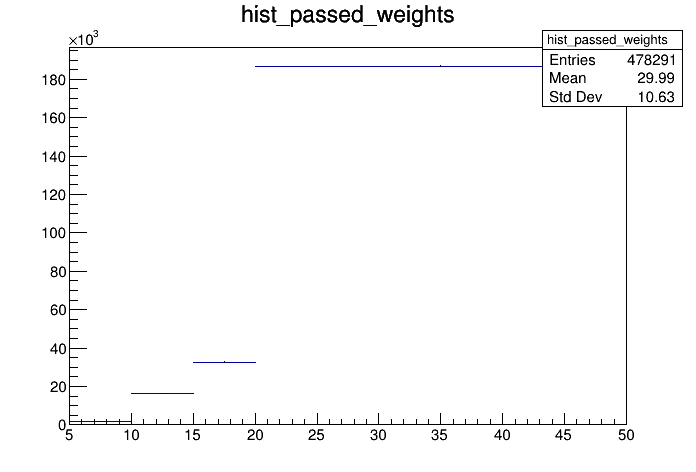 hist_passed_weights
×10³
hist_passed_weights
Entries 478291
Mean 29.99
Std Dev 10.63
180
160
140
120
100
80
60
40
20
0
5 10 15 20 25 30 35 40 45 50